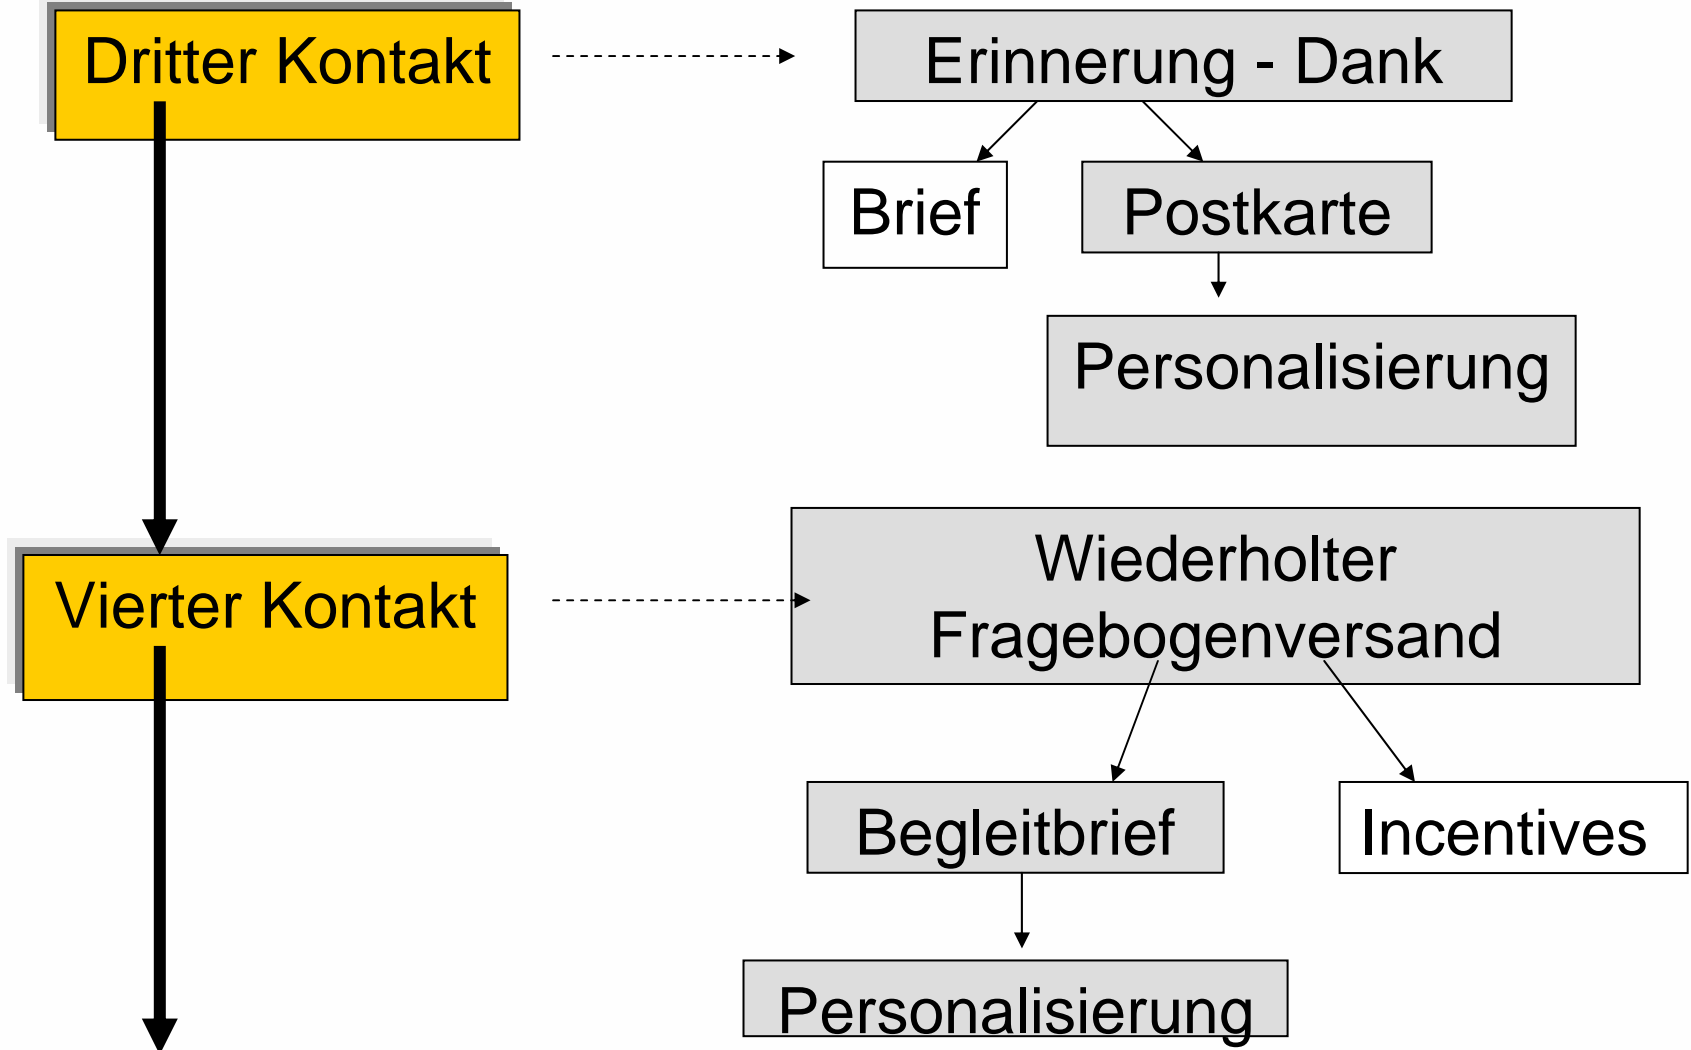 Dritter Kontakt
Erinnerung - Dank
Brief
Postkarte
Personalisierung
Vierter Kontakt
Wiederholter
Fragebogenversand
Begleitbrief
Incentives
Personalisierung